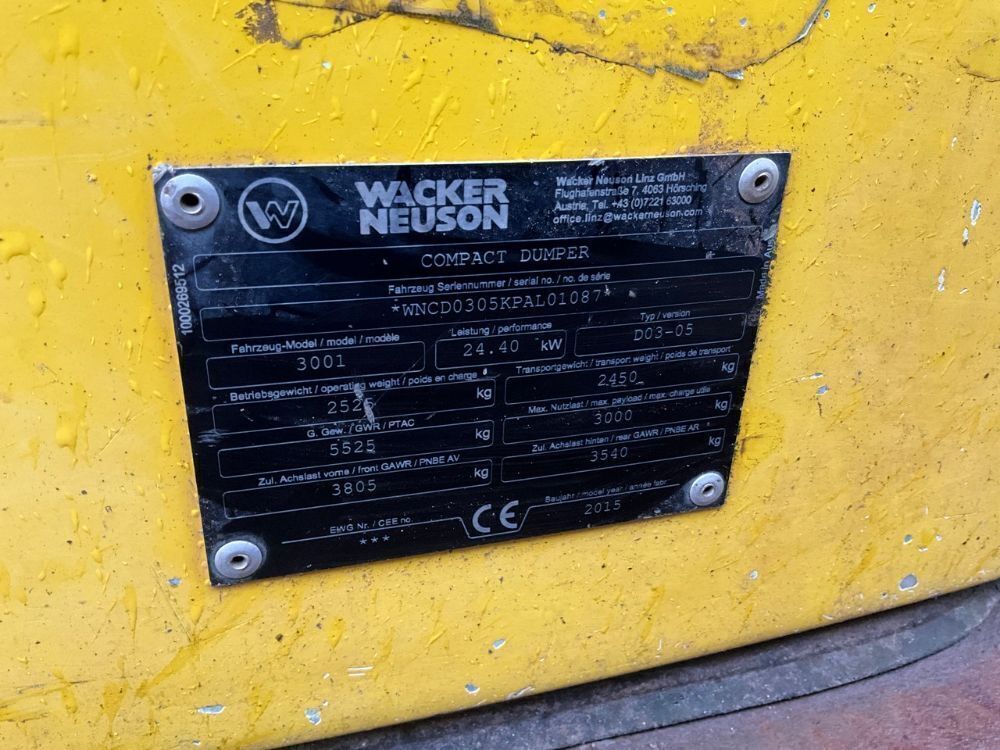 W
WACKER
NEUSON
Wacker Neuson Linz GmbH
Flughafenstraße 7, 4063 Hörsching
Austria, Tel. +43 (0)7221 63000
office.linz@wackerneuson.com
1000269512
COMPACT DUMPER
Made in
Fahrzeug Seriennummer / serial no. / no. de série
*WNCD0305KPAL01087*
Fahrzeug-Model / model / modèle
3001
Leistung / performance
24.40 kW
Typ / version
D03-05
Betriebsgewicht / operating weight / poids en charge
2525 kg
Transportgewicht / transport weight / poids de transport
2450 kg
G. Gew. / GWR / PTAC
5525 kg
Max. Nutzlast / max. payload / max. charge utile
3000 kg
Zul. Achslast vorne / front GAWR / PNBE AV
3805 kg
Zul. Achslast hinten / rear GAWR / PNBE AR
3540 kg
EWG Nr. / CEE no
***
CE
Baujahr / model year / année fabr.
2015